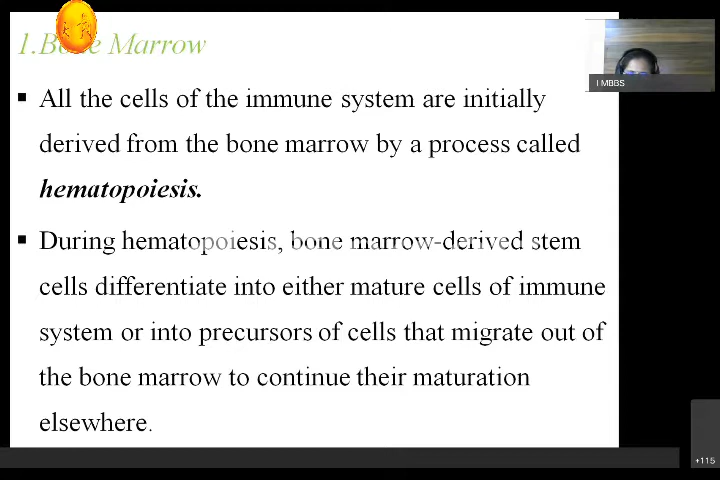 1.Bone Marrow
I MBBS
▪ All the cells of the immune system are initially
derived from the bone marrow by a process called
hematopoiesis.
▪ During hematopoiesis, bone marrow-derived stem
cells differentiate into either mature cells of immune
system or into precursors of cells that migrate out of
the bone marrow to continue their maturation
elsewhere.
+115